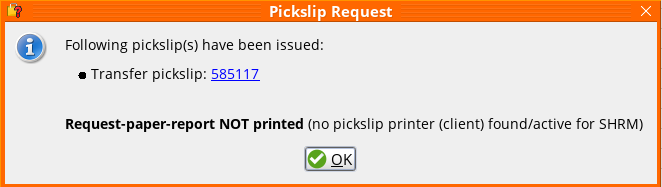 Pickslip Request
Following pickslip(s) have been issued:
Transfer pickslip: 585117
Request-paper-report NOT printed (no pickslip printer (client) found/active for SHRM)
OK